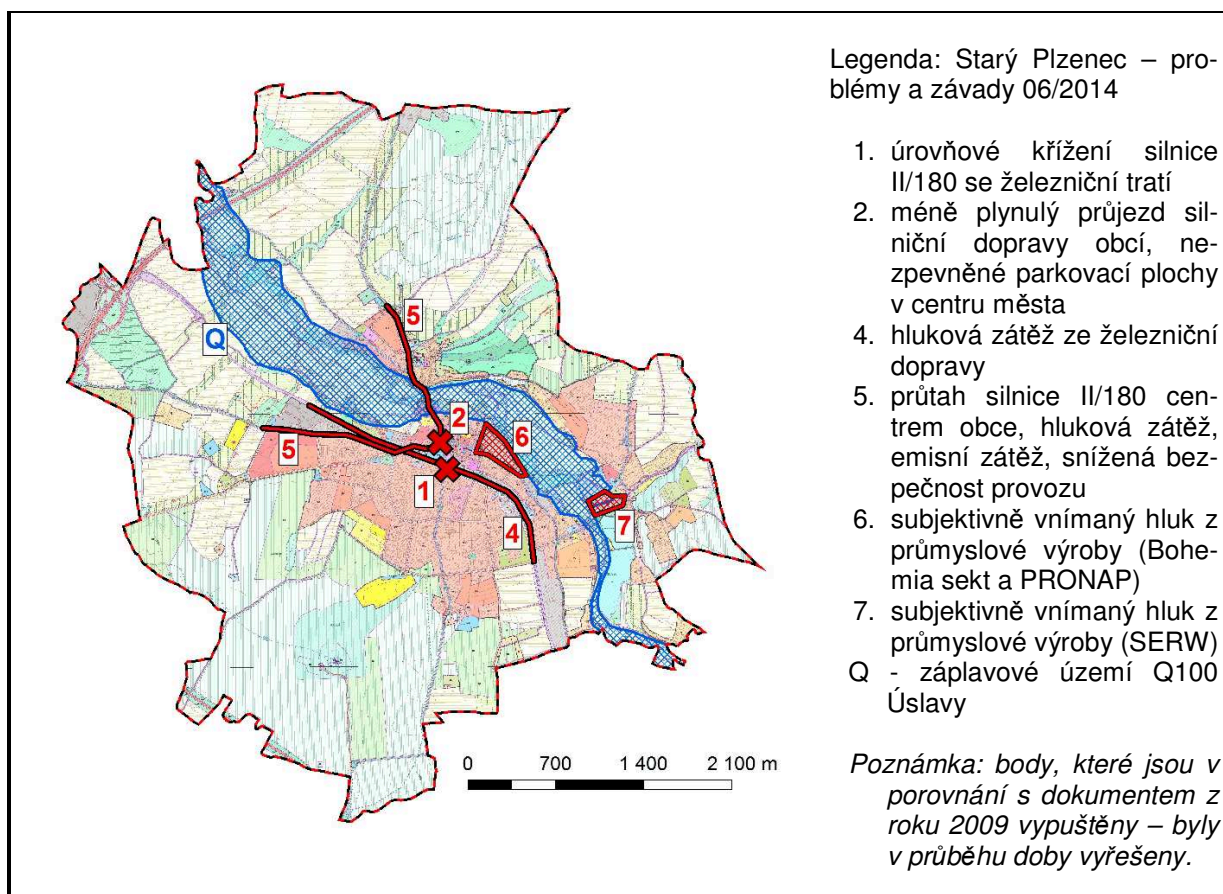 Legenda: Starý Plzenec – pro-
blémy a závady 06/2014
1. úrovňové křížení silnice
II/180 se železniční tratí
2. méně plynulý průjezd sil-
niční dopravy obcí, ne-
zpevněné parkovací plochy
v centru města
4. hluková zátěž ze železniční
dopravy
5. průtah silnice II/180 cen-
trem obce, hluková zátěž,
emisní zátěž, snížená bez-
pečnost provozu
6. subjektivně vnímaný hluk z
průmyslové výroby (Bohe-
mia sekt a PRONAP)
7. subjektivně vnímaný hluk z
průmyslové výroby (SERW)
Q - záplavové území Q100
Úslavy
Poznámka: body, které jsou v
porovnání s dokumentem z
roku 2009 vypuštěny – byly
v průběhu doby vyřešeny.
5
Q
2
6
5
1
7
4
0 700 1 400 2 100 m